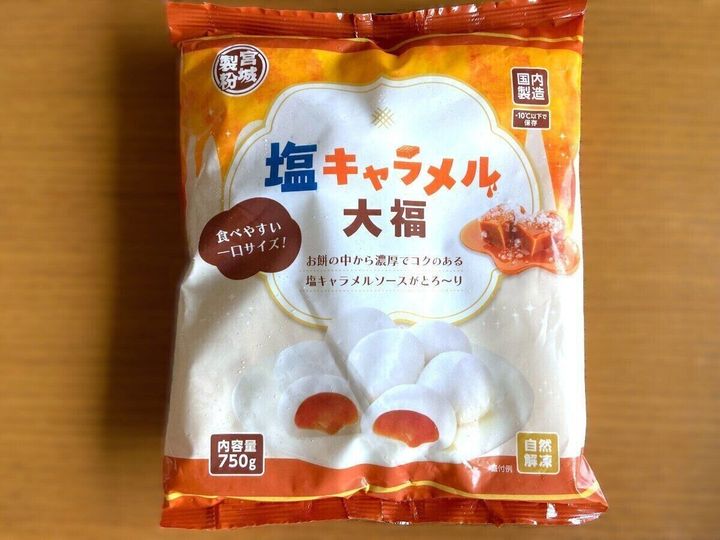 宮城
製粉
国内
製造
-10℃以下で
保存
塩キャラメル
大福
食べやすい
一口サイズ!
お餅の中から濃厚でコクのある
塩キャラメルソースがとろ〜り
内容量
750g
自然
解凍
盛付例